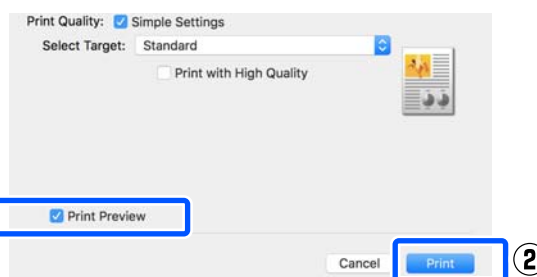 Print Quality: Simple Settings
Select Target: Standard
Print with High Quality
Print Preview
Cancel Print ②